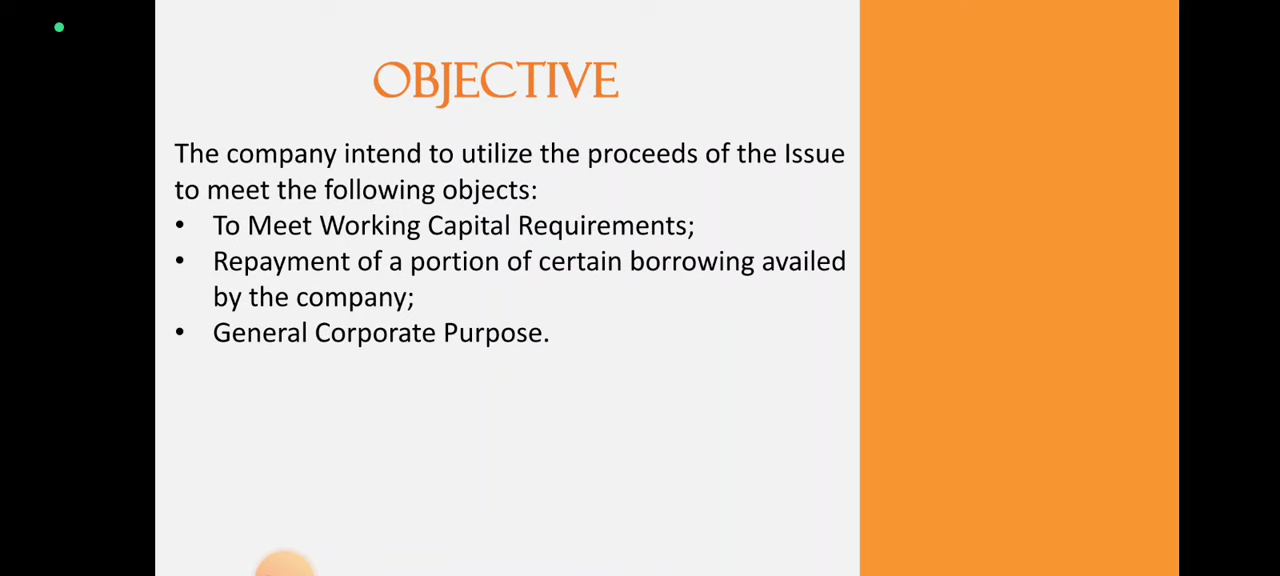 OBJECTIVE
The company intend to utilize the proceeds of the Issue
to meet the following objects:
• To Meet Working Capital Requirements;
• Repayment of a portion of certain borrowing availed
by the company;
• General Corporate Purpose.